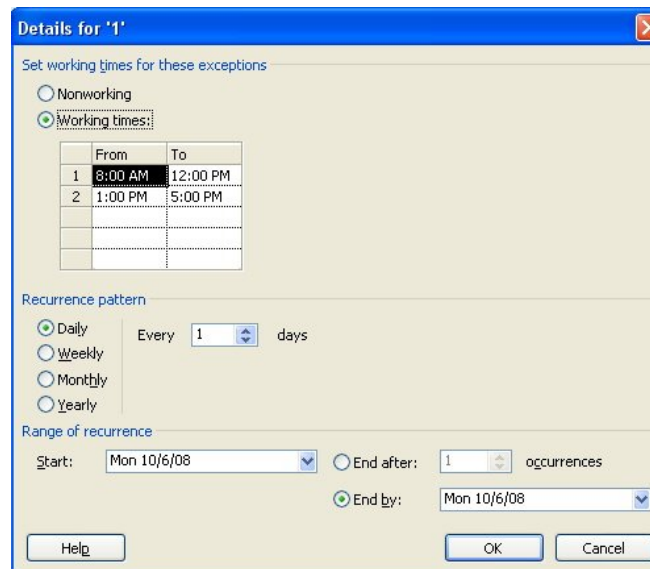 Details for '1'
Set working times for these exceptions
Nonworking
Working times:
From To
1 8:00 AM 12:00 PM
2 1:00 PM 5:00 PM
Recurrence pattern
Daily Every 1 days
Weekly
Monthly
Yearly
Range of recurrence
Start: Mon 10/6/08 End after: 1 occurrences
End by: Mon 10/6/08
Help OK Cancel